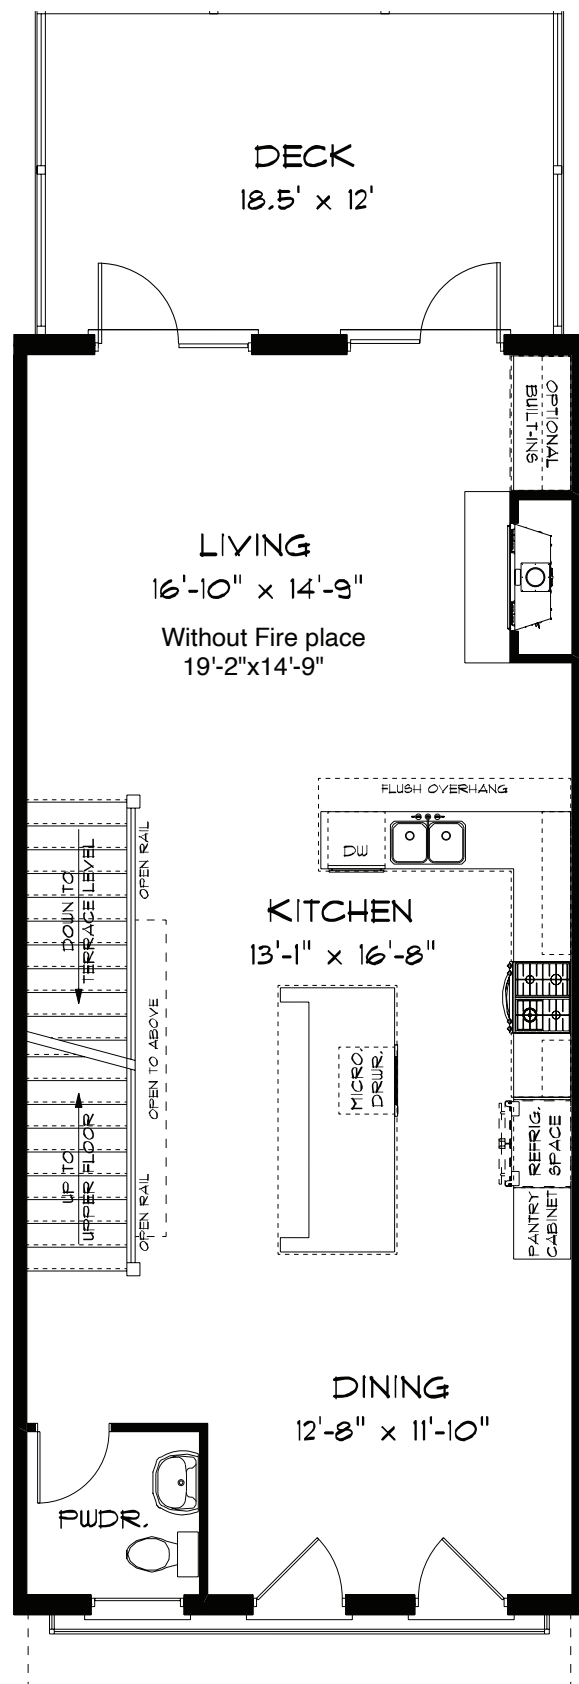 DECK
18.5' x 12'
OPTIONAL
BUILT-INS
LIVING
16'-10" x 14'-9"
Without Fire place
19'-2"x14'-9"
FLUSH OVERHANG
DW
OPEN RAIL
DOWN TO
TERRACE LEVEL
KITCHEN
13'-1" x 16'-8"
OPEN TO ABOVE
MICRO.
DRWR.
UP TO
UPPER FLOOR
OPEN RAIL
REFRIG.
SPACE
PANTRY
CABINET
DINING
12'-8" x 11'-10"
PWDR.